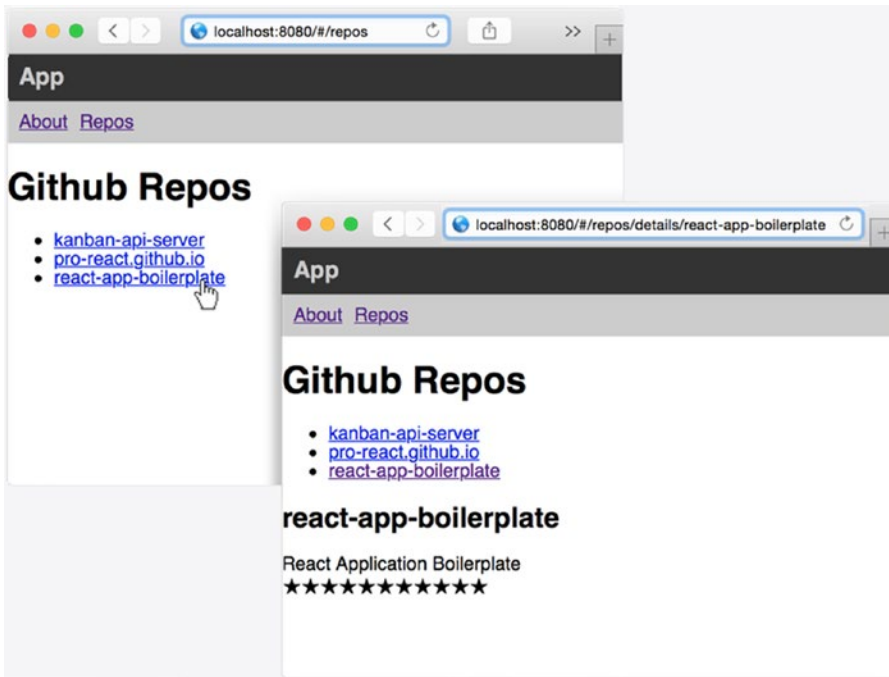 localhost:8080/#/repos
App
About Repos
Github Repos
• kanban-api-server
• pro-react.github.io
• react-app-boilerplate
localhost:8080/#/repos/details/react-app-boilerplate
App
About Repos
Github Repos
• kanban-api-server
• pro-react.github.io
• react-app-boilerplate
react-app-boilerplate
React Application Boilerplate
★★★★★★★★★★★